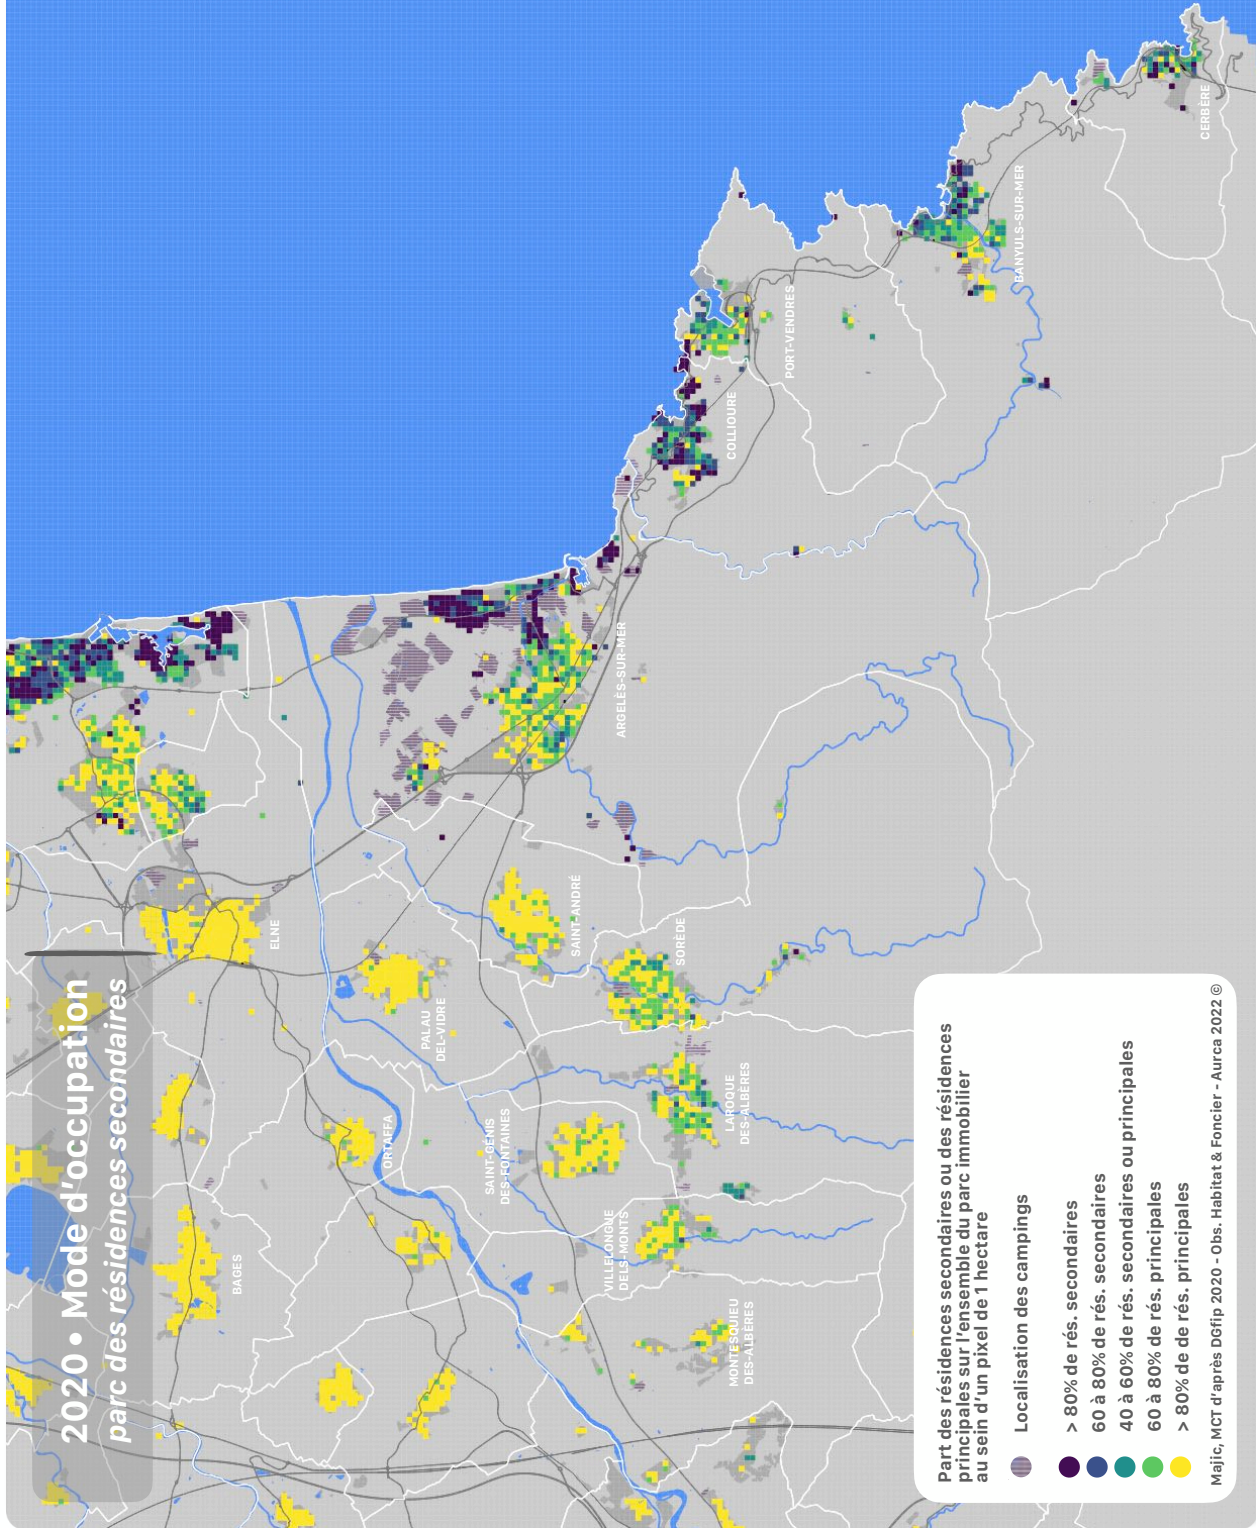 2020 • Mode d'occupation
parc des résidences secondaires
BAGES
ELNE
ORTAFFA
PALAU
DEL-VIDRE
SAINT-GENIS
DES-FONTAINES
SAINT-ANDRÉ
ARGELÈS-SUR-MER
VILLELONGUE
DELS-MONTS
MONTESQUIEU
DES-ALBÈRES
LAROQUE
DES-ALBÈRES
SORÈDE
COLLIOURE
PORT-VENDRES
BANYULS-SUR-MER
CERBÈRE
Part des résidences secondaires ou des résidences
principales sur l'ensemble du parc immobilier
au sein d'un pixel de 1 hectare
Localisation des campings
> 80% de rés. secondaires
60 à 80% de rés. secondaires
40 à 60% de rés. secondaires ou principales
60 à 80% de rés. principales
> 80% de de rés. principales
Majic, MCT d'après DGfip 2020 - Obs. Habitat & Foncier - Aurca 2022 ©